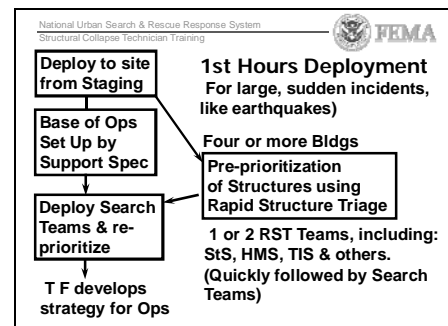 National Urban Search & Rescue Response System
Structural Collapse Technician Training
FEMA
Deploy to site
from Staging
1st Hours Deployment
For large, sudden incidents,
like earthquakes)
Base of Ops
Set Up by
Support Spec
Four or more Bldgs
Pre-prioritization
of Structures using
Rapid Structure Triage
Deploy Search
Teams & re-
prioritize
1 or 2 RST Teams, including:
StS, HMS, TIS & others.
(Quickly followed by Search
Teams)
T F develops
strategy for Ops